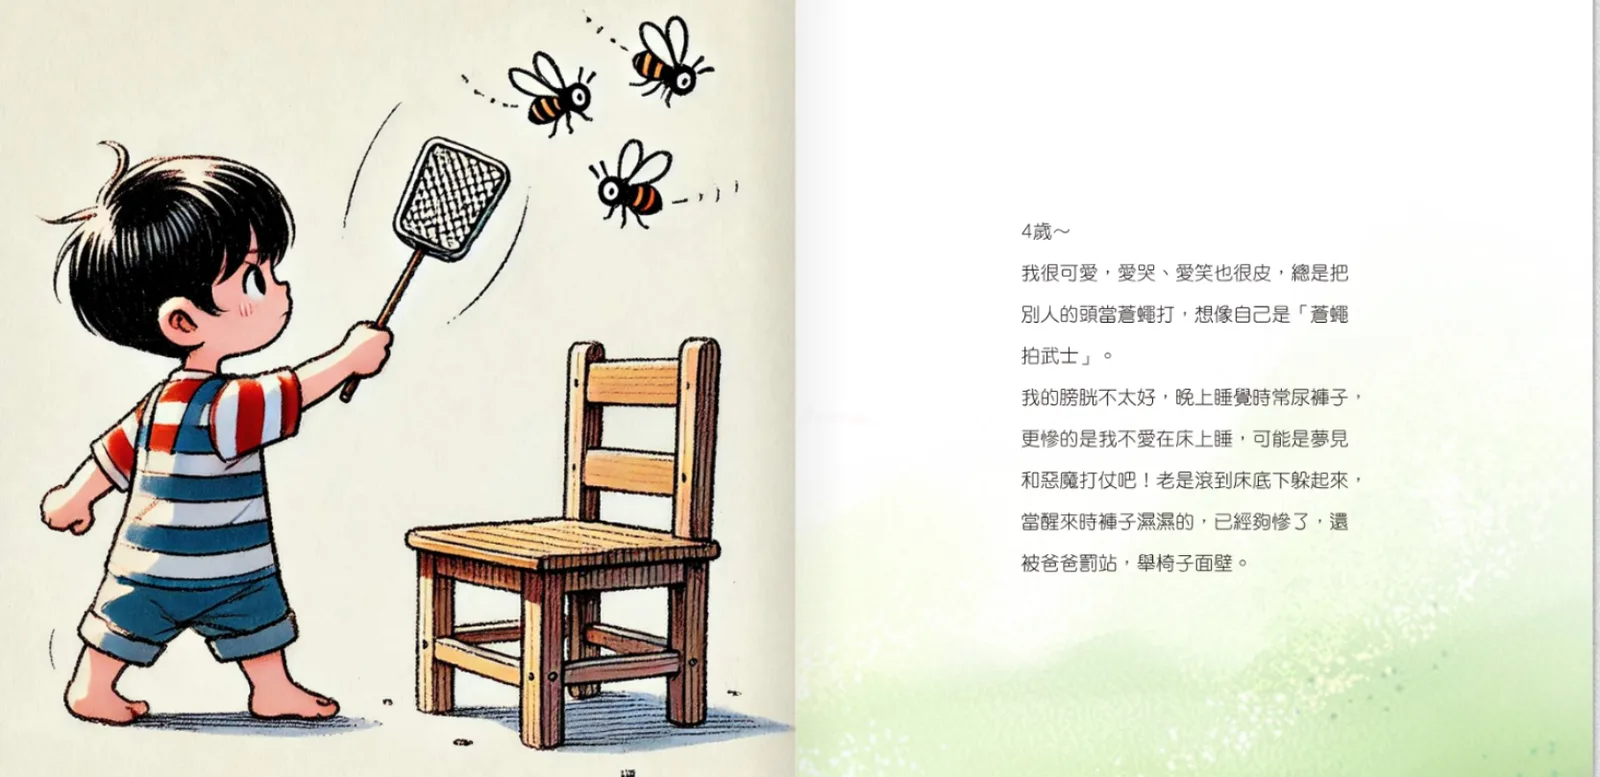 4歲～
我很可愛，愛哭、愛笑也很皮，總是把
別人的頭當蒼蠅打，想像自己是「蒼蠅
拍武士」。
我的膀胱不太好，晚上睡覺時常尿褲子，
更慘的是我不愛在床上睡，可能是夢見
和惡魔打仗吧！老是滾到床底下躲起來，
當醒來時褲子濕濕的，已經夠慘了，還
被爸爸罰站，舉椅子面壁。